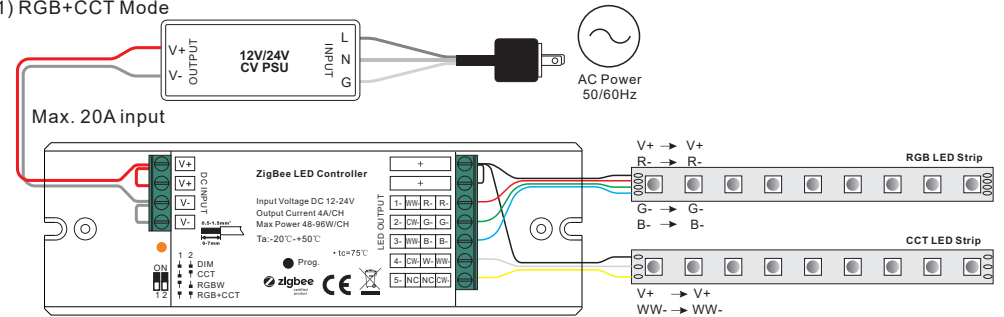 1) RGB+CCT Mode
V+
V-
OUTPUT
12V/24V
CV PSU
INPUT
L
N
G
AC Power
50/60Hz
Max. 20A input
V+
V+
V-
V-
DC INPUT
0.5-1.5mm²
6-7mm
ZigBee LED Controller
Input Voltage DC 12-24V
Output Current 4A/CH
Max Power 48-96W/CH
Ta:-20℃-+50℃
• tc=75℃
Prog.
ON
1 2
1 2
DIM
CCT
RGBW
RGB+CCT
zigbee
certified
product
CE
LED OUTPUT
+
+
1- WW- R- R-
2- CW- G- G-
3- WW- B- B-
4- CW- W- WW-
5- NC NC CW-
V+ → V+
R- → R-
RGB LED Strip
G- → G-
B- → B-
CCT LED Strip
V+ → V+
WW- → WW-